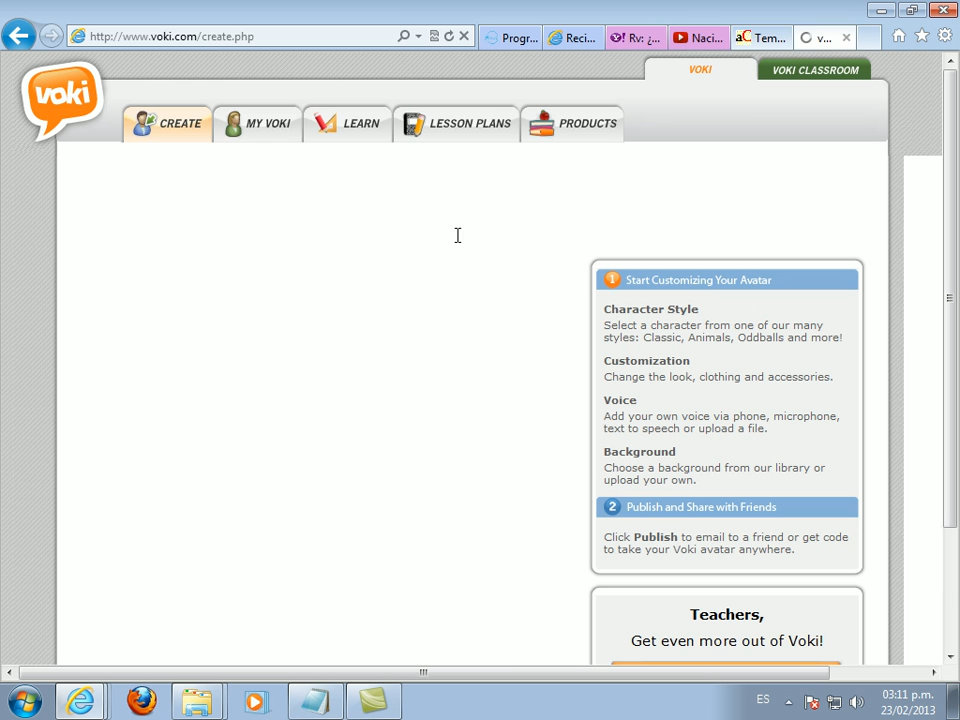 http://www.voki.com/create.php
Progr...
Reci...
Rv: ¿...
Naci...
Tem...
v...
voki
VOKI
VOKI CLASSROOM
CREATE
MY VOKI
LEARN
LESSON PLANS
PRODUCTS
1 Start Customizing Your Avatar
Character Style
Select a character from one of our many
styles: Classic, Animals, Oddballs and more!
Customization
Change the look, clothing and accessories.
Voice
Add your own voice via phone, microphone,
text to speech or upload a file.
Background
Choose a background from our library or
upload your own.
2 Publish and Share with Friends
Click Publish to email to a friend or get code
to take your Voki avatar anywhere.
Teachers,
Get even more out of Voki!
ES
03:11 p.m.
23/02/2013